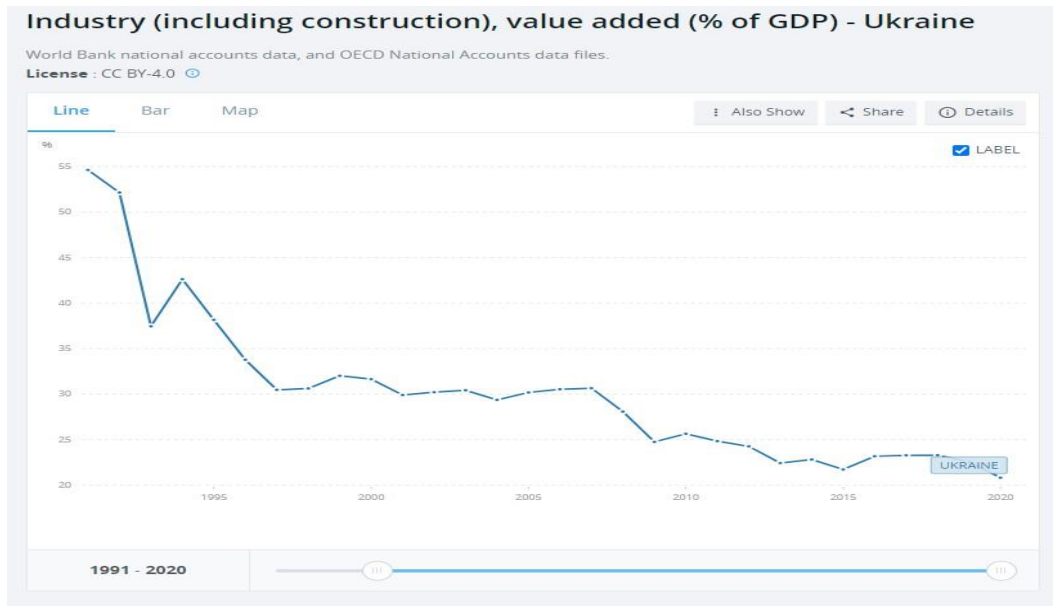 Industry (including construction), value added (% of GDP) - Ukraine
World Bank national accounts data, and OECD National Accounts data files.
License : CC BY-4.0
Line Bar Map Also Show Share Details
% LABEL
55
50
45
40
35
30
25
UKRAINE
20
1995 2000 2005 2010 2015 2020
1991 - 2020